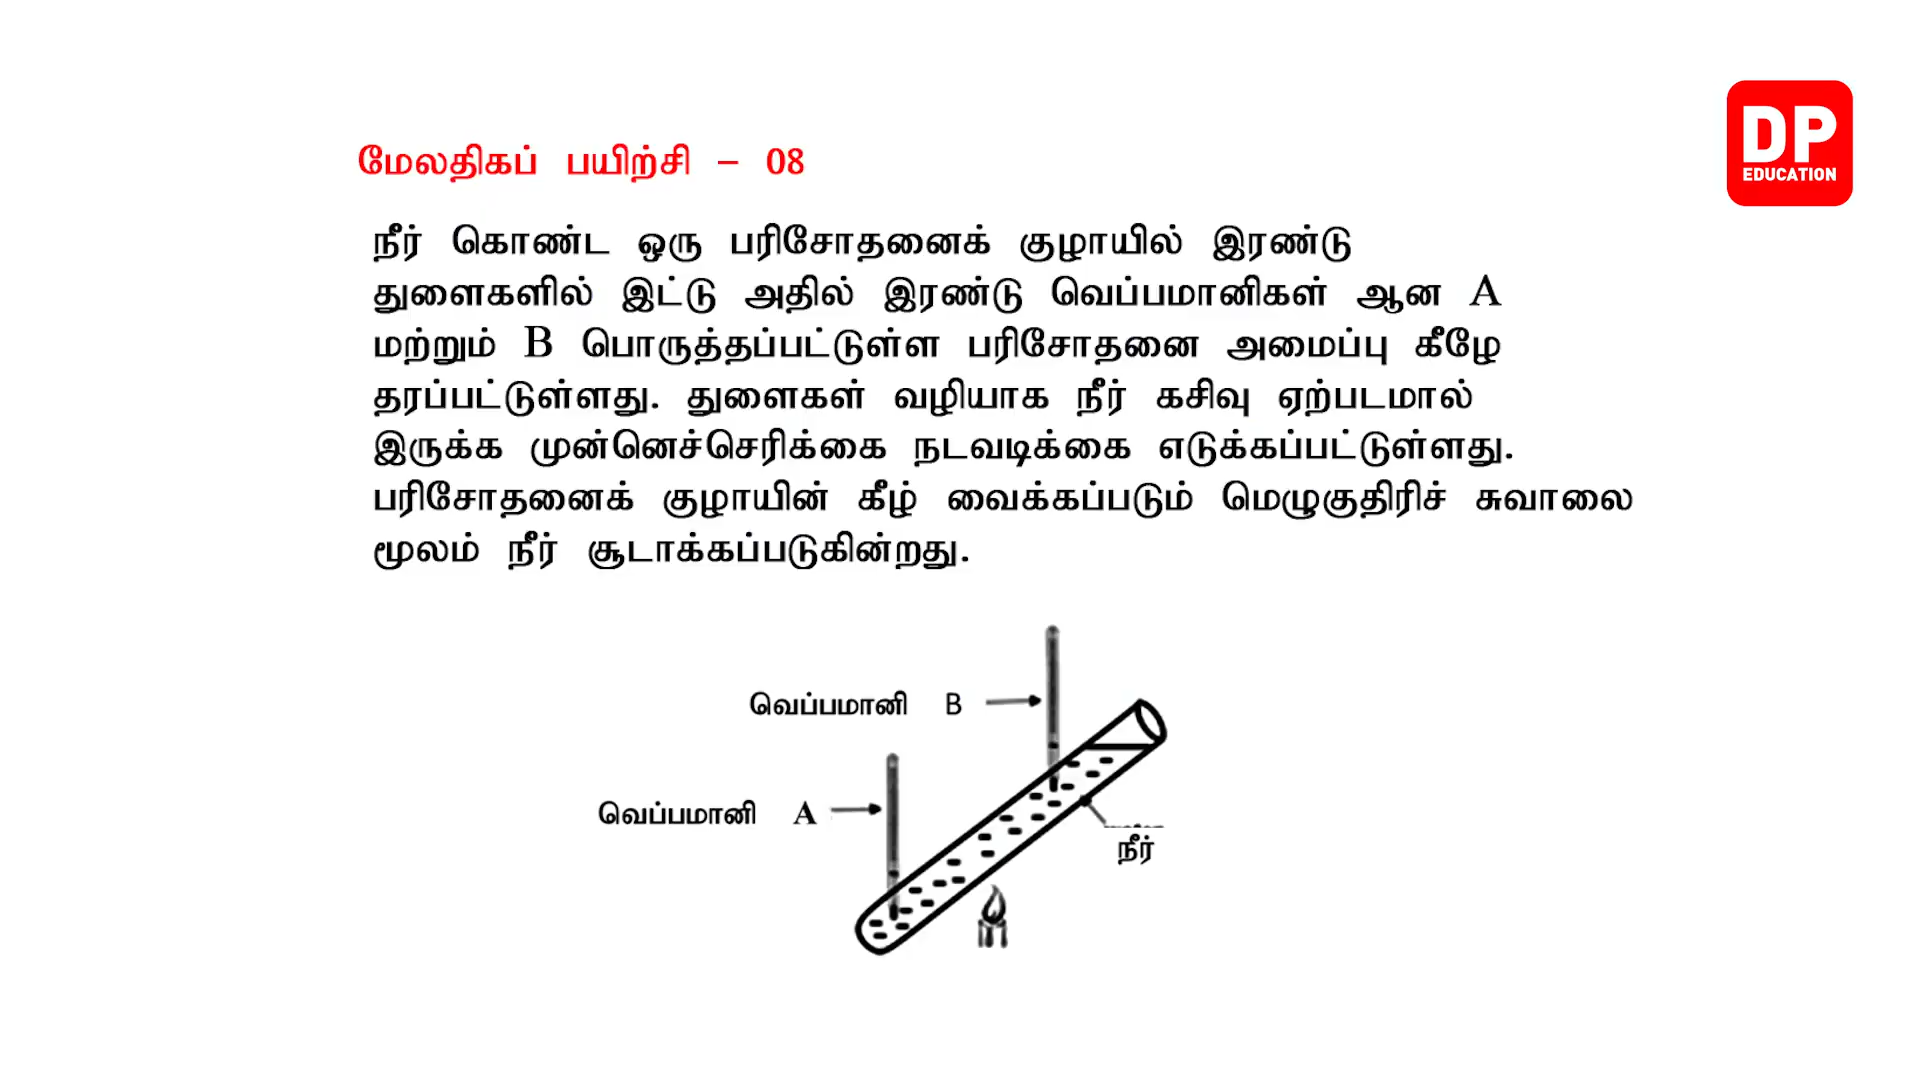 DP
EDUCATION
மேலதிகப் பயிற்சி – 08
நீர் கொண்ட ஒரு பரிசோதனைக் குழாயில் இரண்டு
துளைகளில் இட்டு அதில் இரண்டு வெப்பமானிகள் ஆன A
மற்றும் B பொருத்தப்பட்டுள்ள பரிசோதனை அமைப்பு கீழே
தரப்பட்டுள்ளது. துளைகள் வழியாக நீர் கசிவு ஏற்படமால்
இருக்க முன்னெச்செரிக்கை நடவடிக்கை எடுக்கப்பட்டுள்ளது.
பரிசோதனைக் குழாயின் கீழ் வைக்கப்படும் மெழுகுதிரிச் சுவாலை
மூலம் நீர் சூடாக்கப்படுகின்றது.
வெப்பமானி B
வெப்பமானி A
நீர்